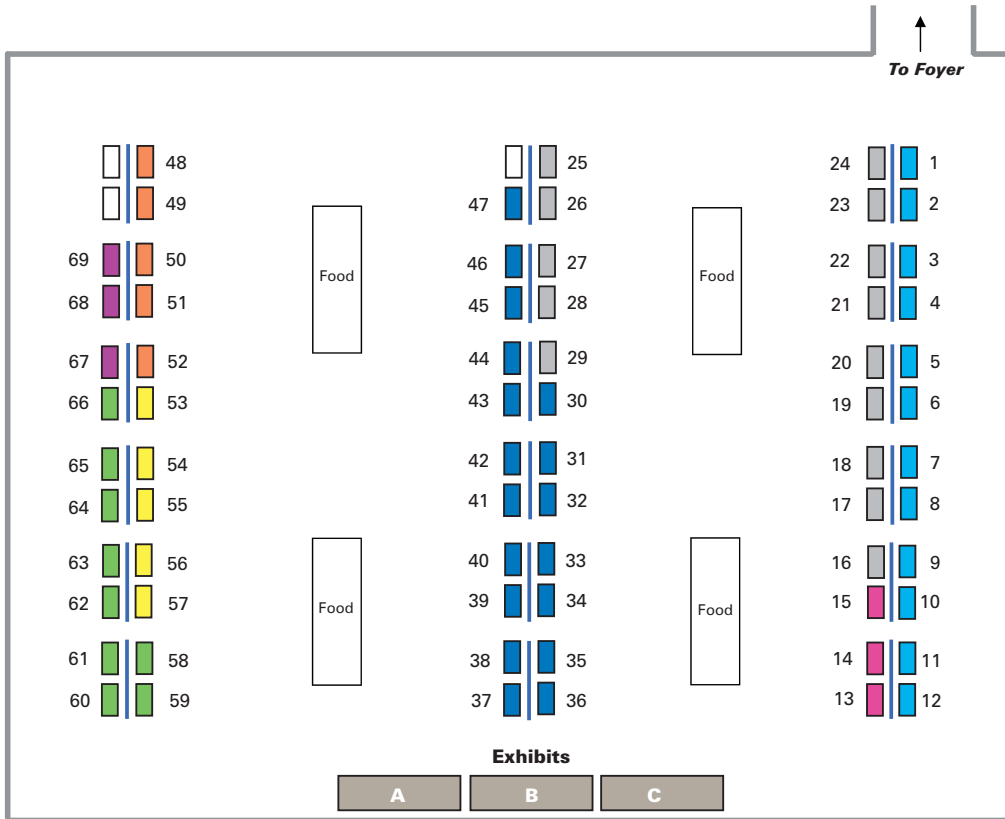 To Foyer
48 25 24 1
49 47 26 23 2
69 50 46 27 22 3
68 51 45 28 21 4
Food Food
67 52 44 29 20 5
66 53 43 30 19 6
65 54 42 31 18 7
64 55 41 32 17 8
63 56 40 33 16 9
62 57 39 34 15 10
Food Food
61 58 38 35 14 11
60 59 37 36 13 12
Exhibits
A B C